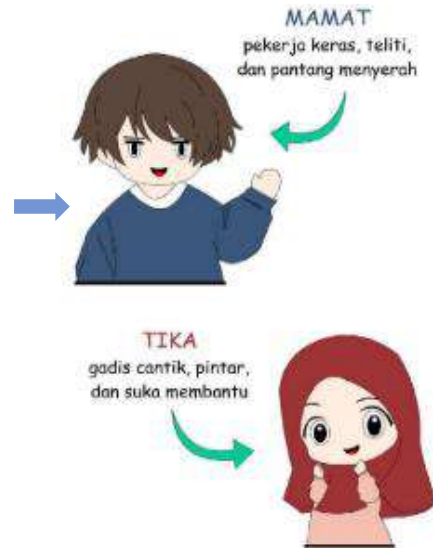 MAMAT
pekerja keras, teliti,
dan pantang menyerah
TIKA
gadis cantik, pintar,
dan suka membantu